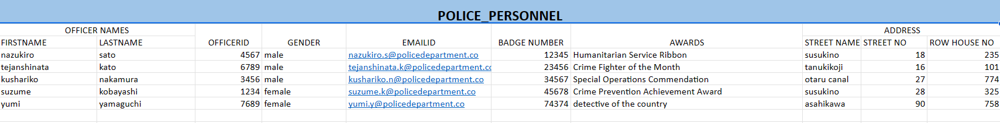 POLICE_PERSONNEL
OFFICER NAMES ADDRESS
FIRSTNAME LASTNAME OFFICERID GENDER EMAILID BADGE NUMBER AWARDS STREET NAME STREET NO ROW HOUSE NO
nazukiro sato 4567 male nazukiro.s@policedepartment.co 12345 Humanitarian Service Ribbon susukino 18 235
tejanshinata kato 6789 male tejanshinata.k@policedepartment.cc 23456 Crime Fighter of the Month tanukikoji 16 101
kushariko nakamura 3456 male kushariko.n@policedepartment.co 34567 Special Operations Commendation otaru canal 27 774
suzume kobayashi 1234 female suzume.k@policedepartment.co 45678 Crime Prevention Achievement Award susukino 28 325
yumi yamaguchi 7689 female yumi.y@policedepartment.co 74374 detective of the country asahikawa 90 758